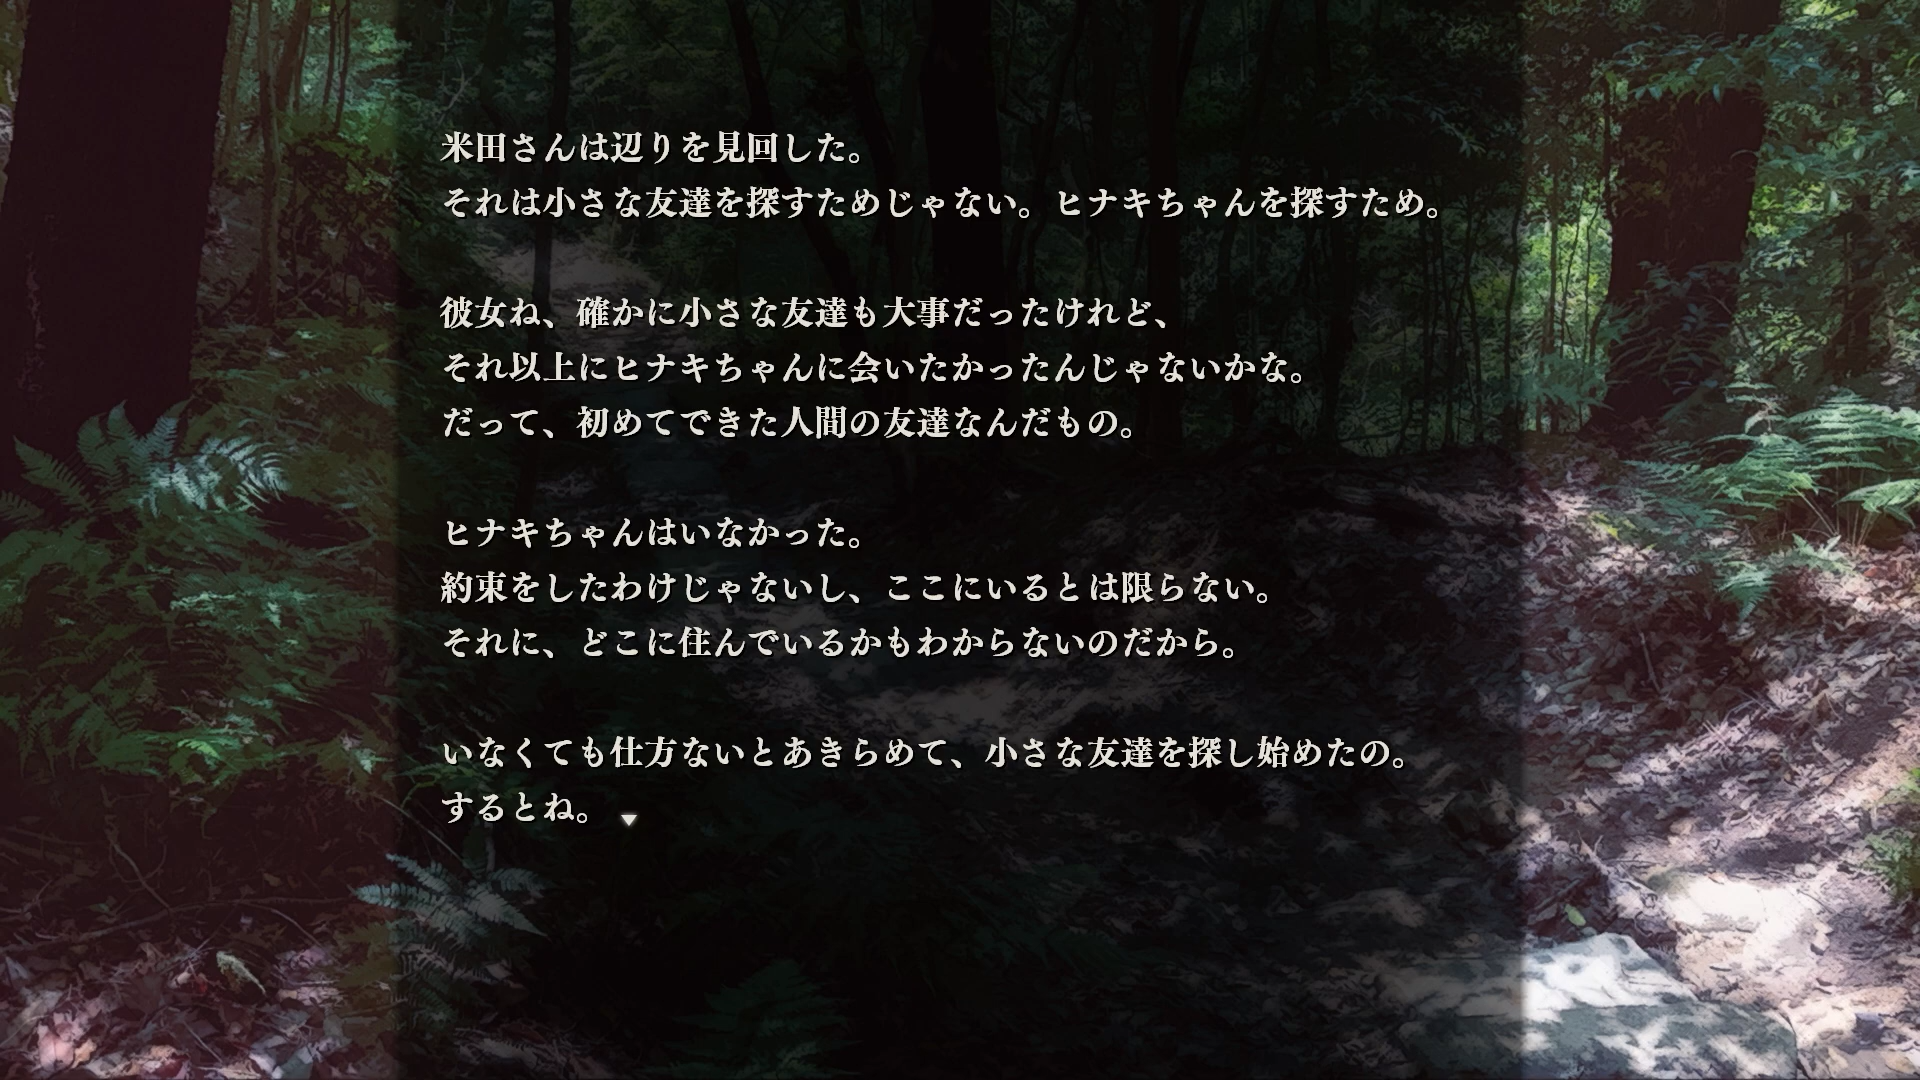 米田さんは辺りを見回した。
それは小さな友達を探すためじゃない。ヒナキちゃんを探すため。
彼女ね、確かに小さな友達も大事だったけれど、
それ以上にヒナキちゃんに会いたかったんじゃないかな。
だって、初めてできた人間の友達なんだもの。
ヒナキちゃんはいなかった。
約束をしたわけじゃないし、ここにいるとは限らない。
それに、どこに住んでいるかもわからないのだから。
いなくても仕方ないとあきらめて、小さな友達を探し始めたの。
するとね。